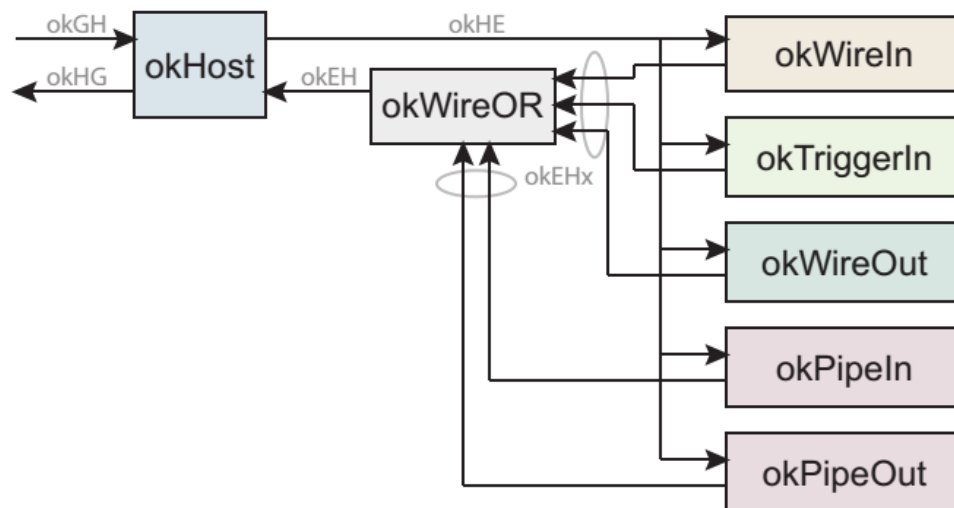 okGH
okHG
okHost
okHE
okEH
okWireOR
okEHx
okWireIn
okTriggerIn
okWireOut
okPipeIn
okPipeOut